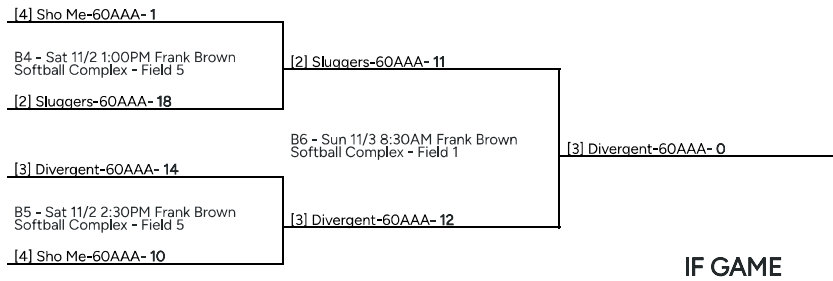 [4] Sho Me-60AAA- 1
B4 - Sat 11/2 1:00PM Frank Brown
Softball Complex - Field 5
[2] Sluggers-60AAA- 11
[2] Sluggers-60AAA- 18
B6 - Sun 11/3 8:30AM Frank Brown
Softball Complex - Field 1
[3] Divergent-60AAA- 0
[3] Divergent-60AAA- 14
B5 - Sat 11/2 2:30PM Frank Brown
Softball Complex - Field 5
[3] Divergent-60AAA- 12
[4] Sho Me-60AAA- 10
IF GAME